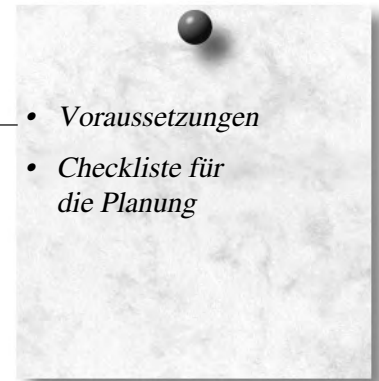 • Voraussetzungen
• Checkliste für
die Planung